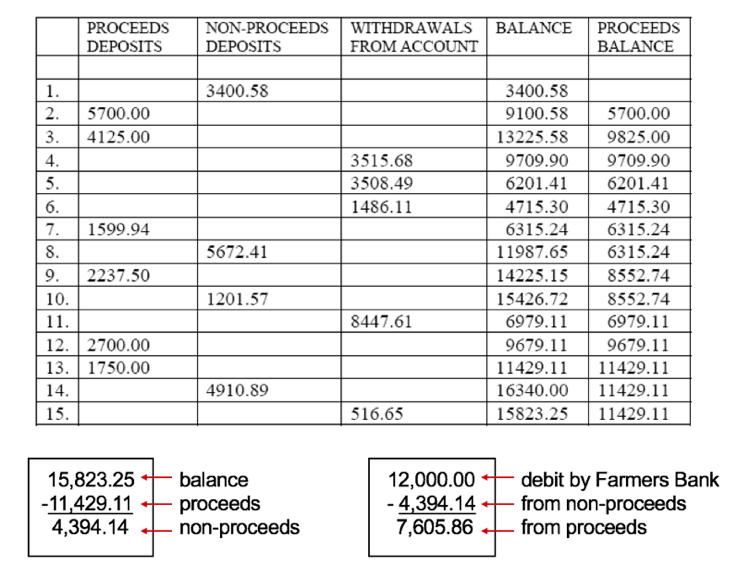 PROCEEDS DEPOSITS NON-PROCEEDS DEPOSITS WITHDRAWALS FROM ACCOUNT BALANCE PROCEEDS BALANCE
1. 3400.58 3400.58
2. 5700.00 9100.58 5700.00
3. 4125.00 13225.58 9825.00
4. 3515.68 9709.90 9709.90
5. 3508.49 6201.41 6201.41
6. 1486.11 4715.30 4715.30
7. 1599.94 6315.24 6315.24
8. 5672.41 11987.65 6315.24
9. 2237.50 14225.15 8552.74
10. 1201.57 15426.72 8552.74
11. 8447.61 6979.11 6979.11
12. 2700.00 9679.11 9679.11
13. 1750.00 11429.11 11429.11
14. 4910.89 16340.00 11429.11
15. 516.65 15823.25 11429.11
15,823.25 balance
-11,429.11 proceeds
4,394.14 non-proceeds
12,000.00 debit by Farmers Bank
- 4,394.14 from non-proceeds
7,605.86 from proceeds